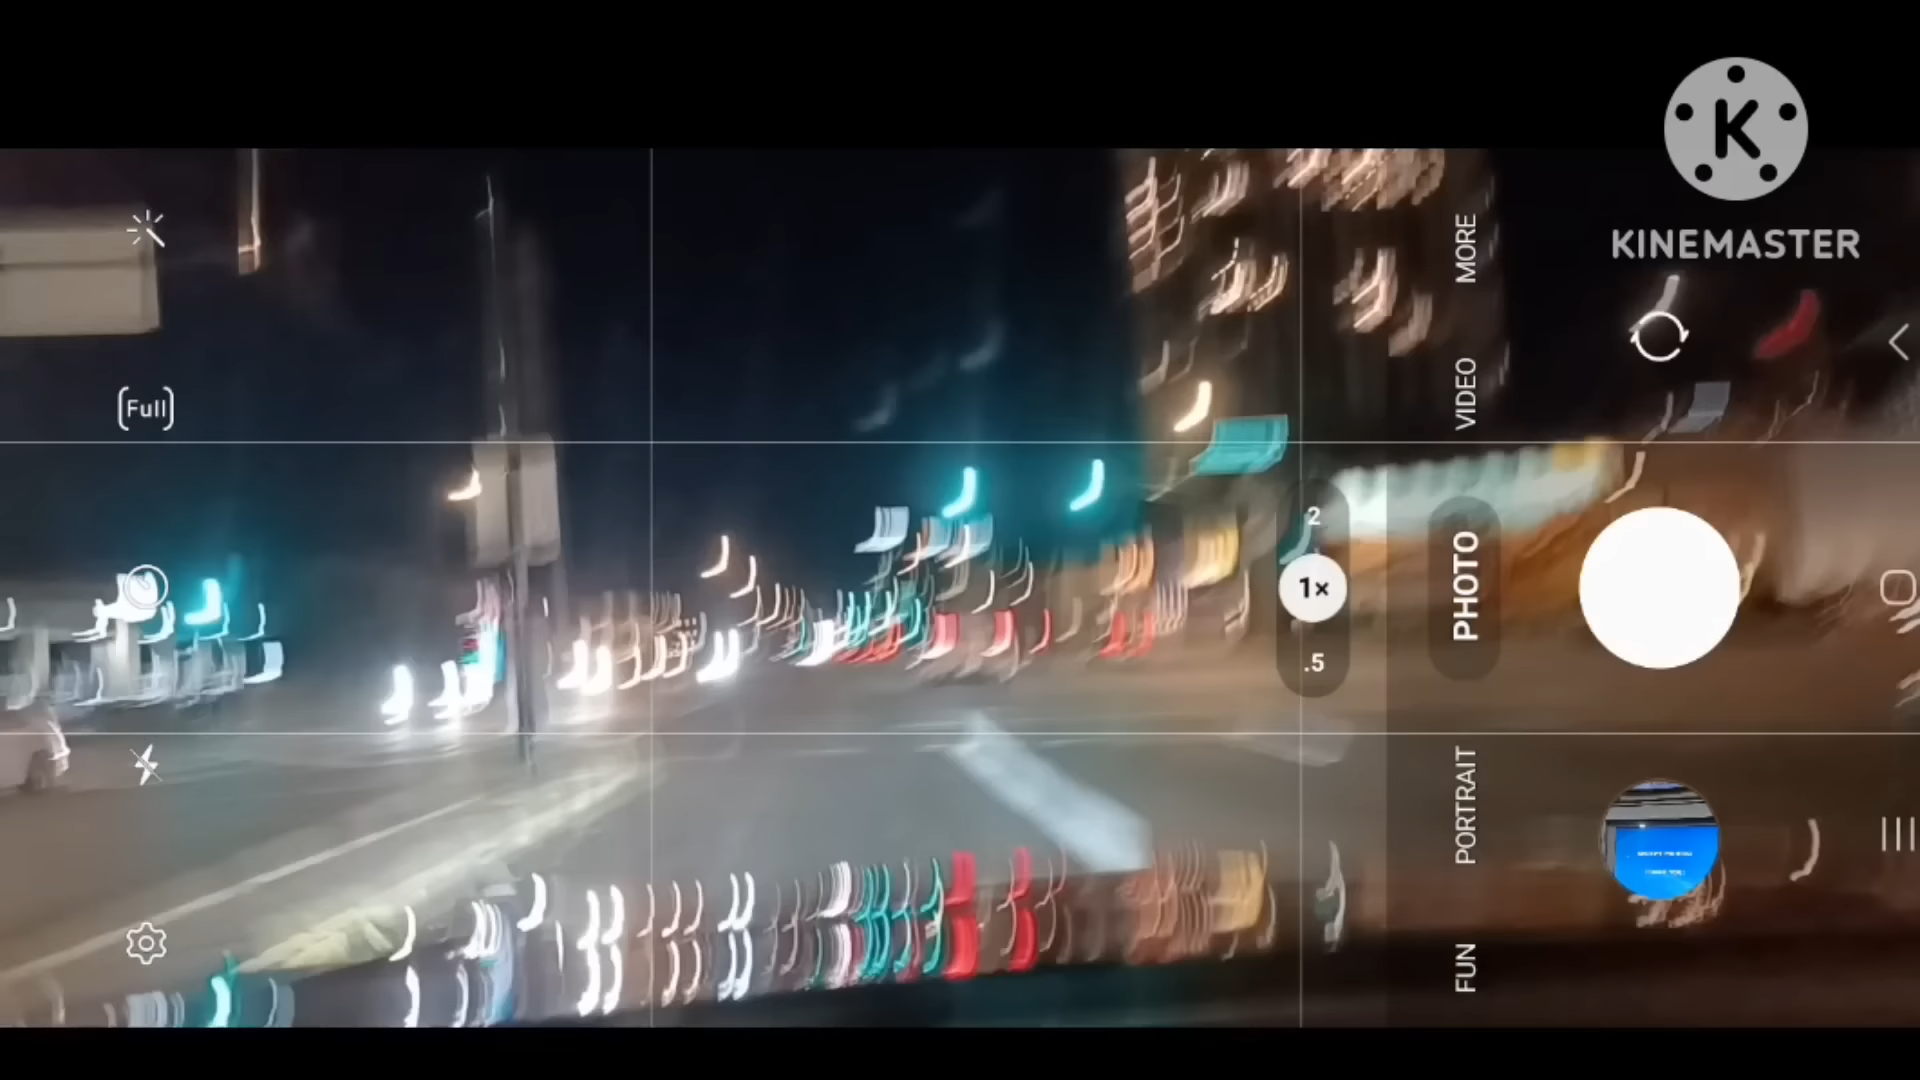 K
KINEMASTER
MORE
VIDEO
PHOTO
PORTRAIT
FUN
Full
2
1×
.5